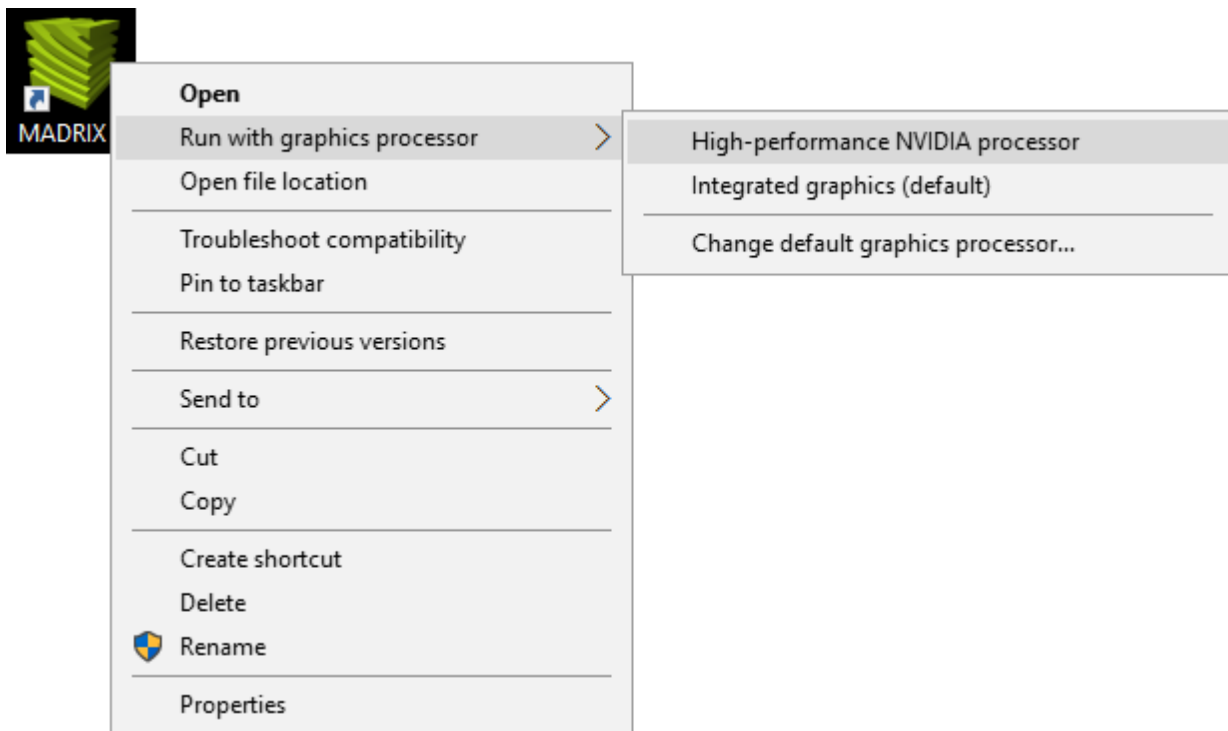 MADRIX
Open
Run with graphics processor
Open file location
Troubleshoot compatibility
Pin to taskbar
Restore previous versions
Send to
Cut
Copy
Create shortcut
Delete
Rename
Properties
High-performance NVIDIA processor
Integrated graphics (default)
Change default graphics processor...